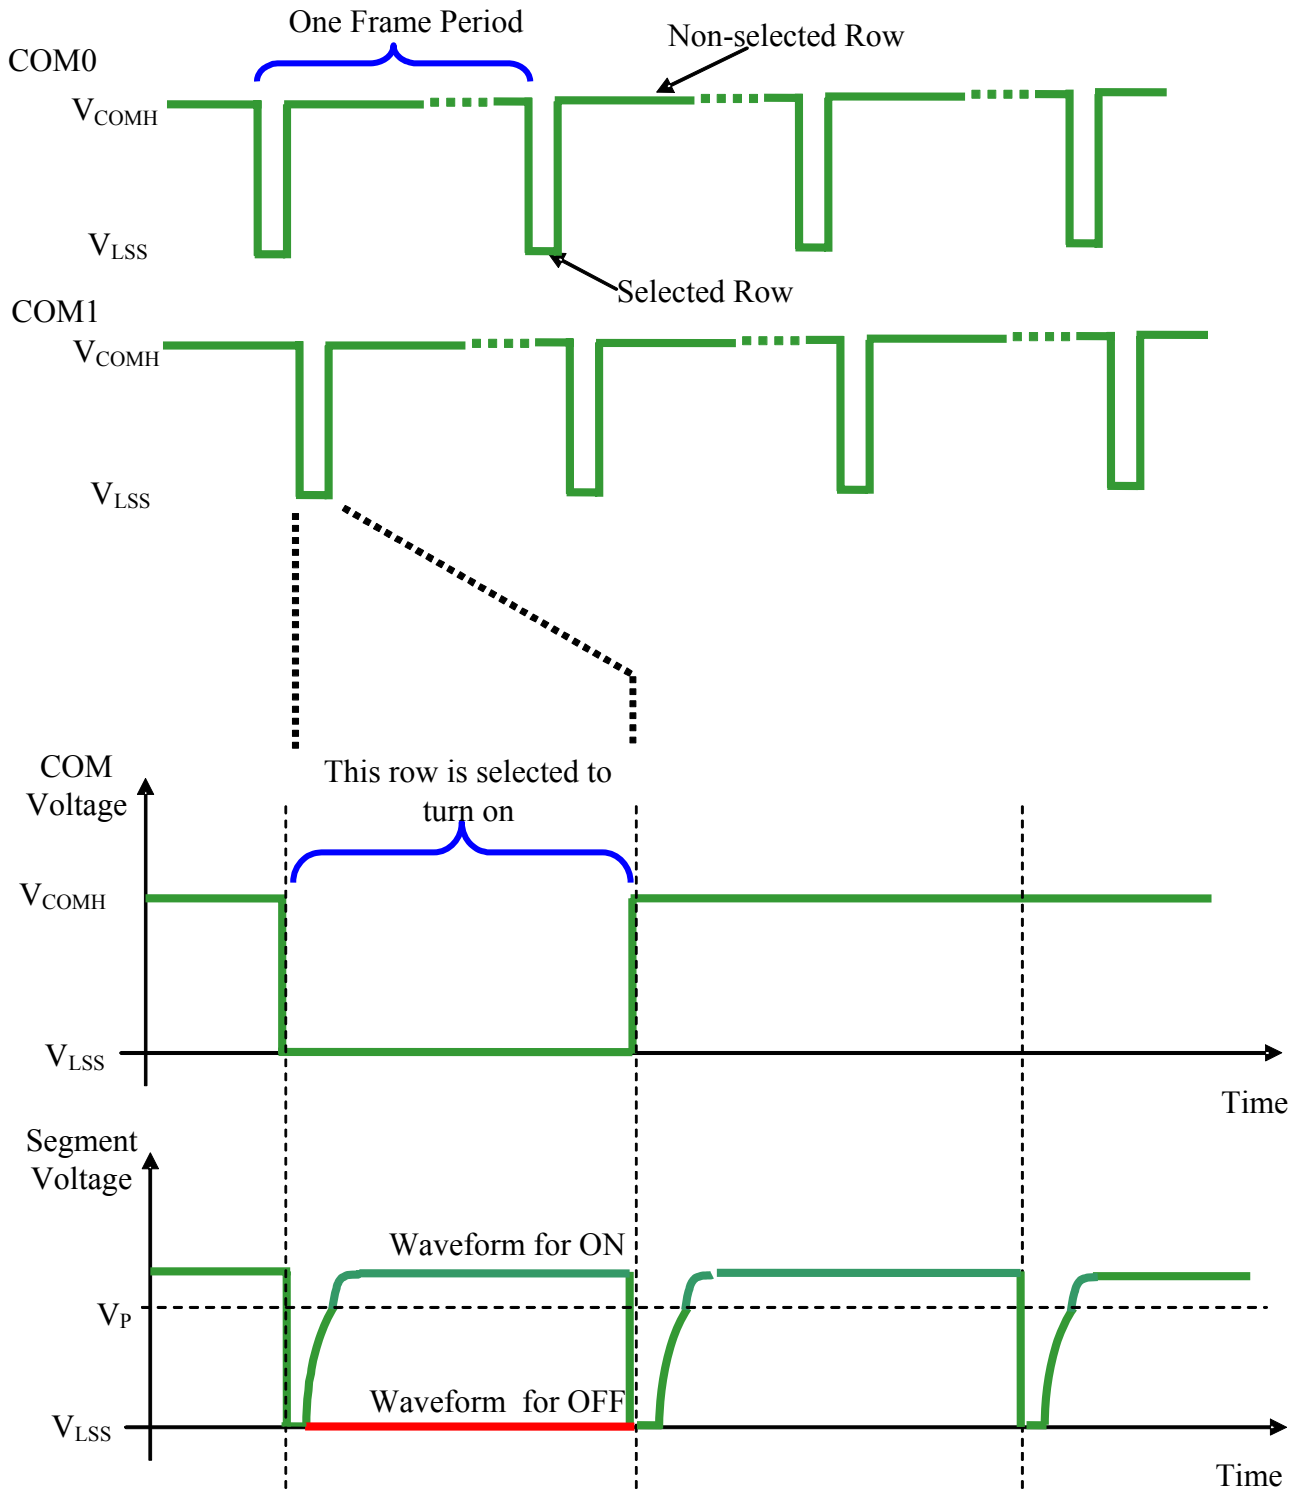 One Frame Period
Non-selected Row
COM0
VCOMH
VLSS
Selected Row
COM1
VCOMH
VLSS
COM
Voltage
This row is selected to
turn on
VCOMH
VLSS
Time
Segment
Voltage
Waveform for ON
VP
Waveform for OFF
VLSS
Time